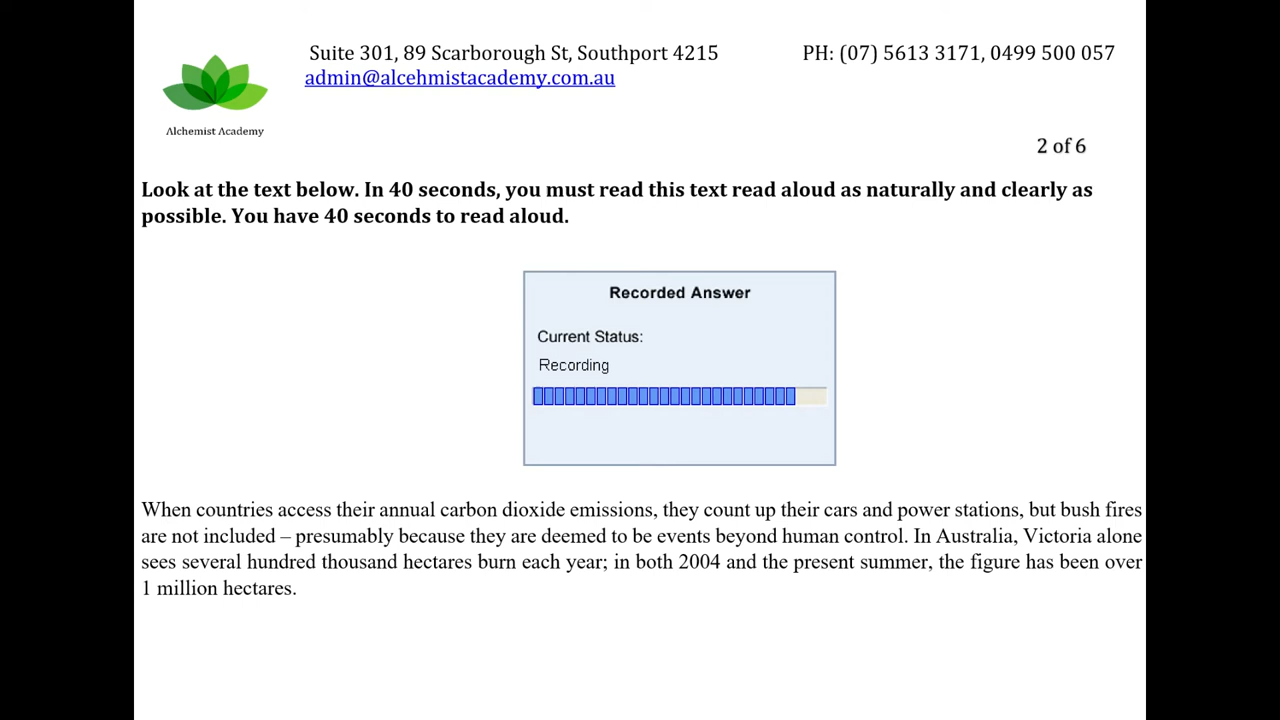 Suite 301, 89 Scarborough St, Southport 4215 PH: (07) 5613 3171, 0499 500 057
admin@alcehmistacademy.com.au
Alchemist Academy
2 of 6
Look at the text below. In 40 seconds, you must read this text read aloud as naturally and clearly as
possible. You have 40 seconds to read aloud.
Recorded Answer
Current Status:
Recording
When countries access their annual carbon dioxide emissions, they count up their cars and power stations, but bush fires
are not included – presumably because they are deemed to be events beyond human control. In Australia, Victoria alone
sees several hundred thousand hectares burn each year; in both 2004 and the present summer, the figure has been over
1 million hectares.